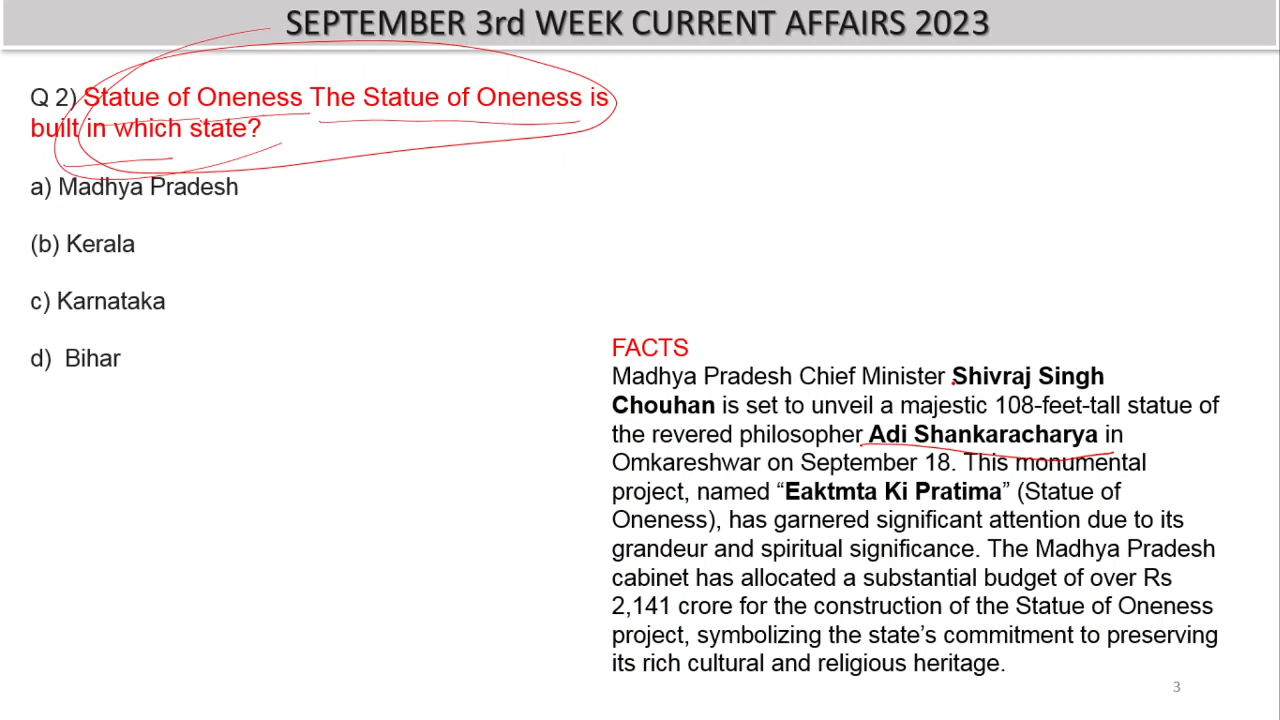 SEPTEMBER 3rd WEEK CURRENT AFFAIRS 2023
Q 2) Statue of Oneness The Statue of Oneness is
built in which state?
a) Madhya Pradesh
(b) Kerala
c) Karnataka
d) Bihar
FACTS
Madhya Pradesh Chief Minister Shivraj Singh
Chouhan is set to unveil a majestic 108-feet-tall statue of
the revered philosopher Adi Shankaracharya in
Omkareshwar on September 18. This monumental
project, named “Eaktmta Ki Pratima” (Statue of
Oneness), has garnered significant attention due to its
grandeur and spiritual significance. The Madhya Pradesh
cabinet has allocated a substantial budget of over Rs
2,141 crore for the construction of the Statue of Oneness
project, symbolizing the state’s commitment to preserving
its rich cultural and religious heritage.
3